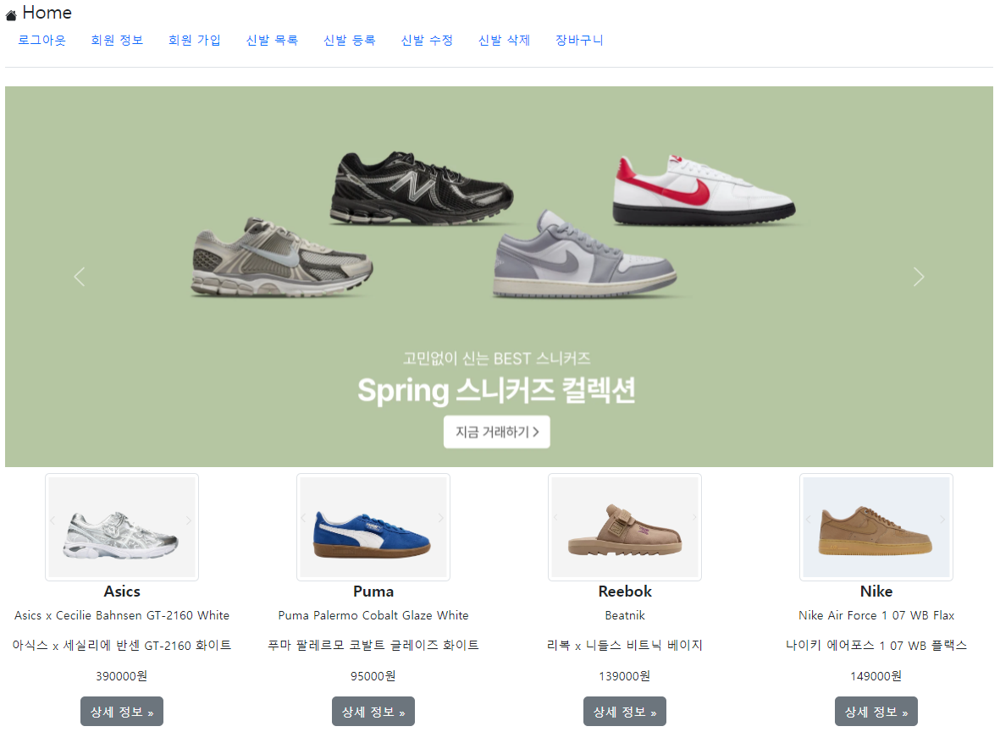 Home
로그아웃 회원 정보 회원 가입 신발 목록 신발 등록 신발 수정 신발 삭제 장바구니
고민없이 신는 BEST 스니커즈
Spring 스니커즈 컬렉션
지금 거래하기 >
Asics
Asics x Cecilie Bahnsen GT-2160 White
아식스 x 세실리에 반센 GT-2160 화이트
390000원
상세 정보 »
Puma
Puma Palermo Cobalt Glaze White
푸마 팔레르모 코발트 글레이즈 화이트
95000원
상세 정보 »
Reebok
Beatnik
리복 x 니들스 비트닉 베이지
139000원
상세 정보 »
Nike
Nike Air Force 1 07 WB Flax
나이키 에어포스 1 07 WB 플랙스
149000원
상세 정보 »